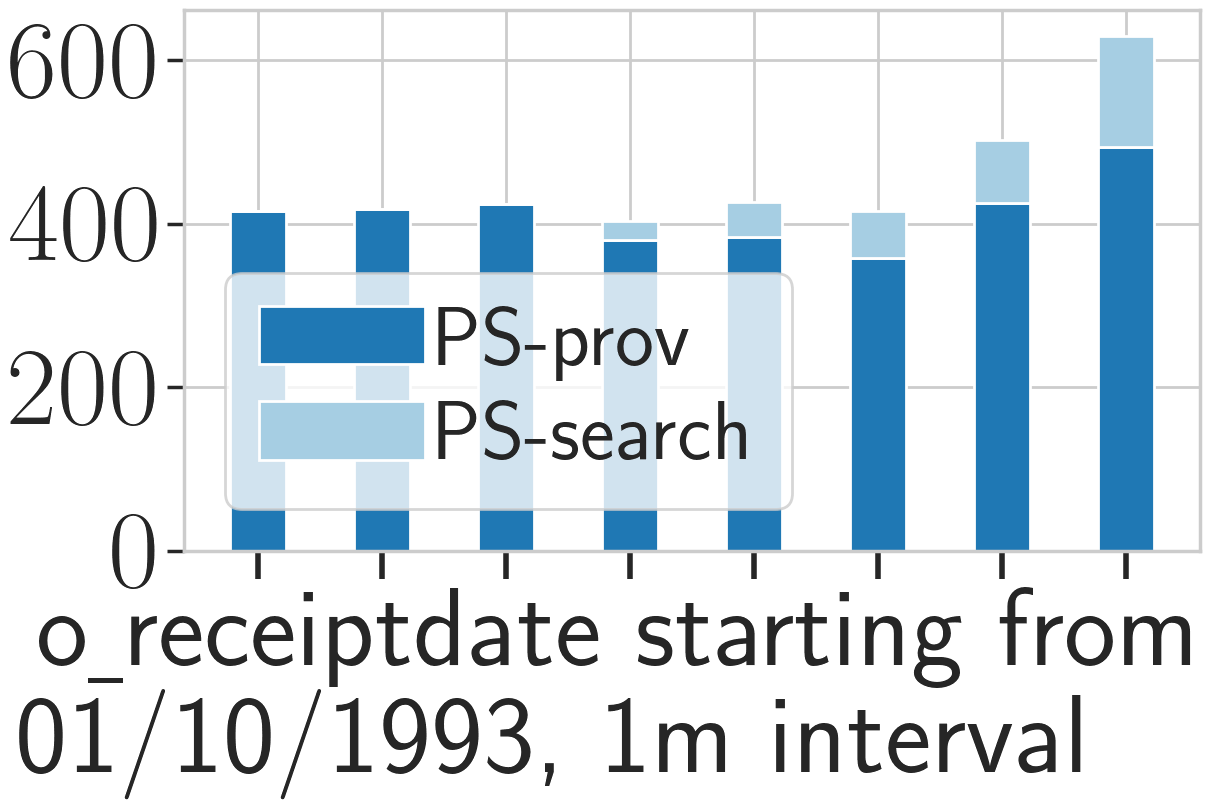 600
400
200
0
PS-prov
PS-search
o_receiptdate starting from
01/10/1993, 1m interval